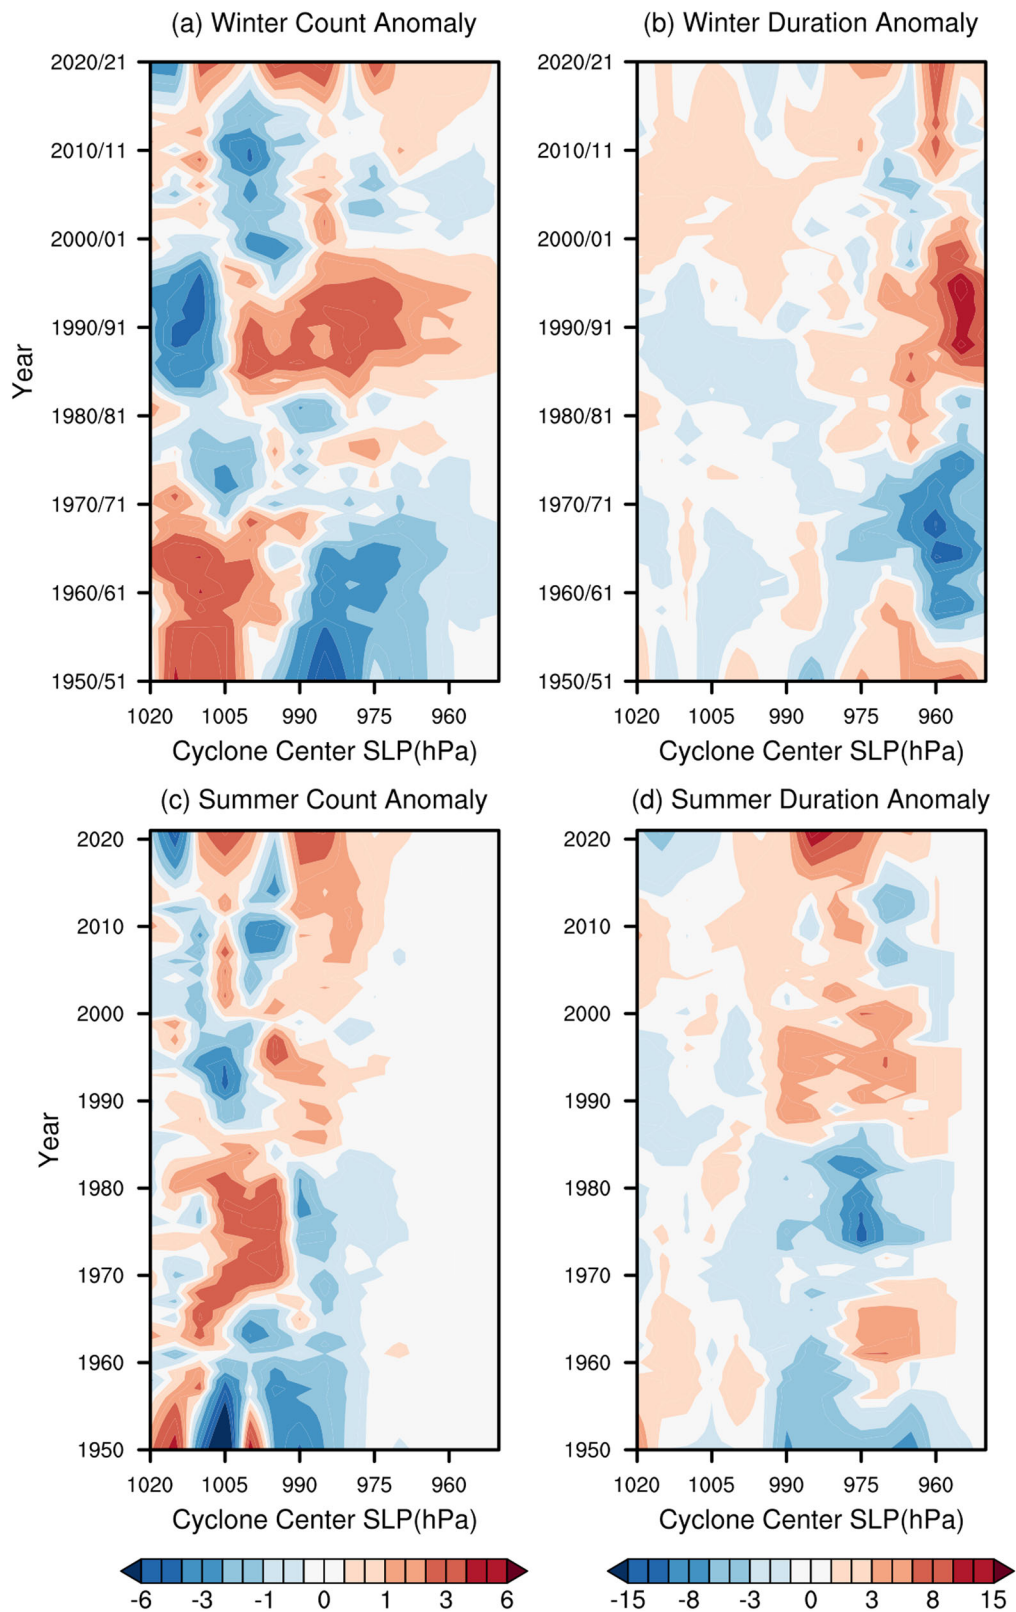 (a) Winter Count Anomaly
(b) Winter Duration Anomaly
2020/21
2010/11
2000/01
1990/91
1980/81
1970/71
1960/61
1950/51
Year
1020 1005 990 975 960
Cyclone Center SLP(hPa)
2020/21
2010/11
2000/01
1990/91
1980/81
1970/71
1960/61
1950/51
1020 1005 990 975 960
Cyclone Center SLP(hPa)
(c) Summer Count Anomaly
(d) Summer Duration Anomaly
2020
2010
2000
1990
1980
1970
1960
1950
Year
1020 1005 990 975 960
Cyclone Center SLP(hPa)
2020
2010
2000
1990
1980
1970
1960
1950
1020 1005 990 975 960
Cyclone Center SLP(hPa)
-6 -3 -1 0 1 3 6
-15 -8 -3 0 3 8 15